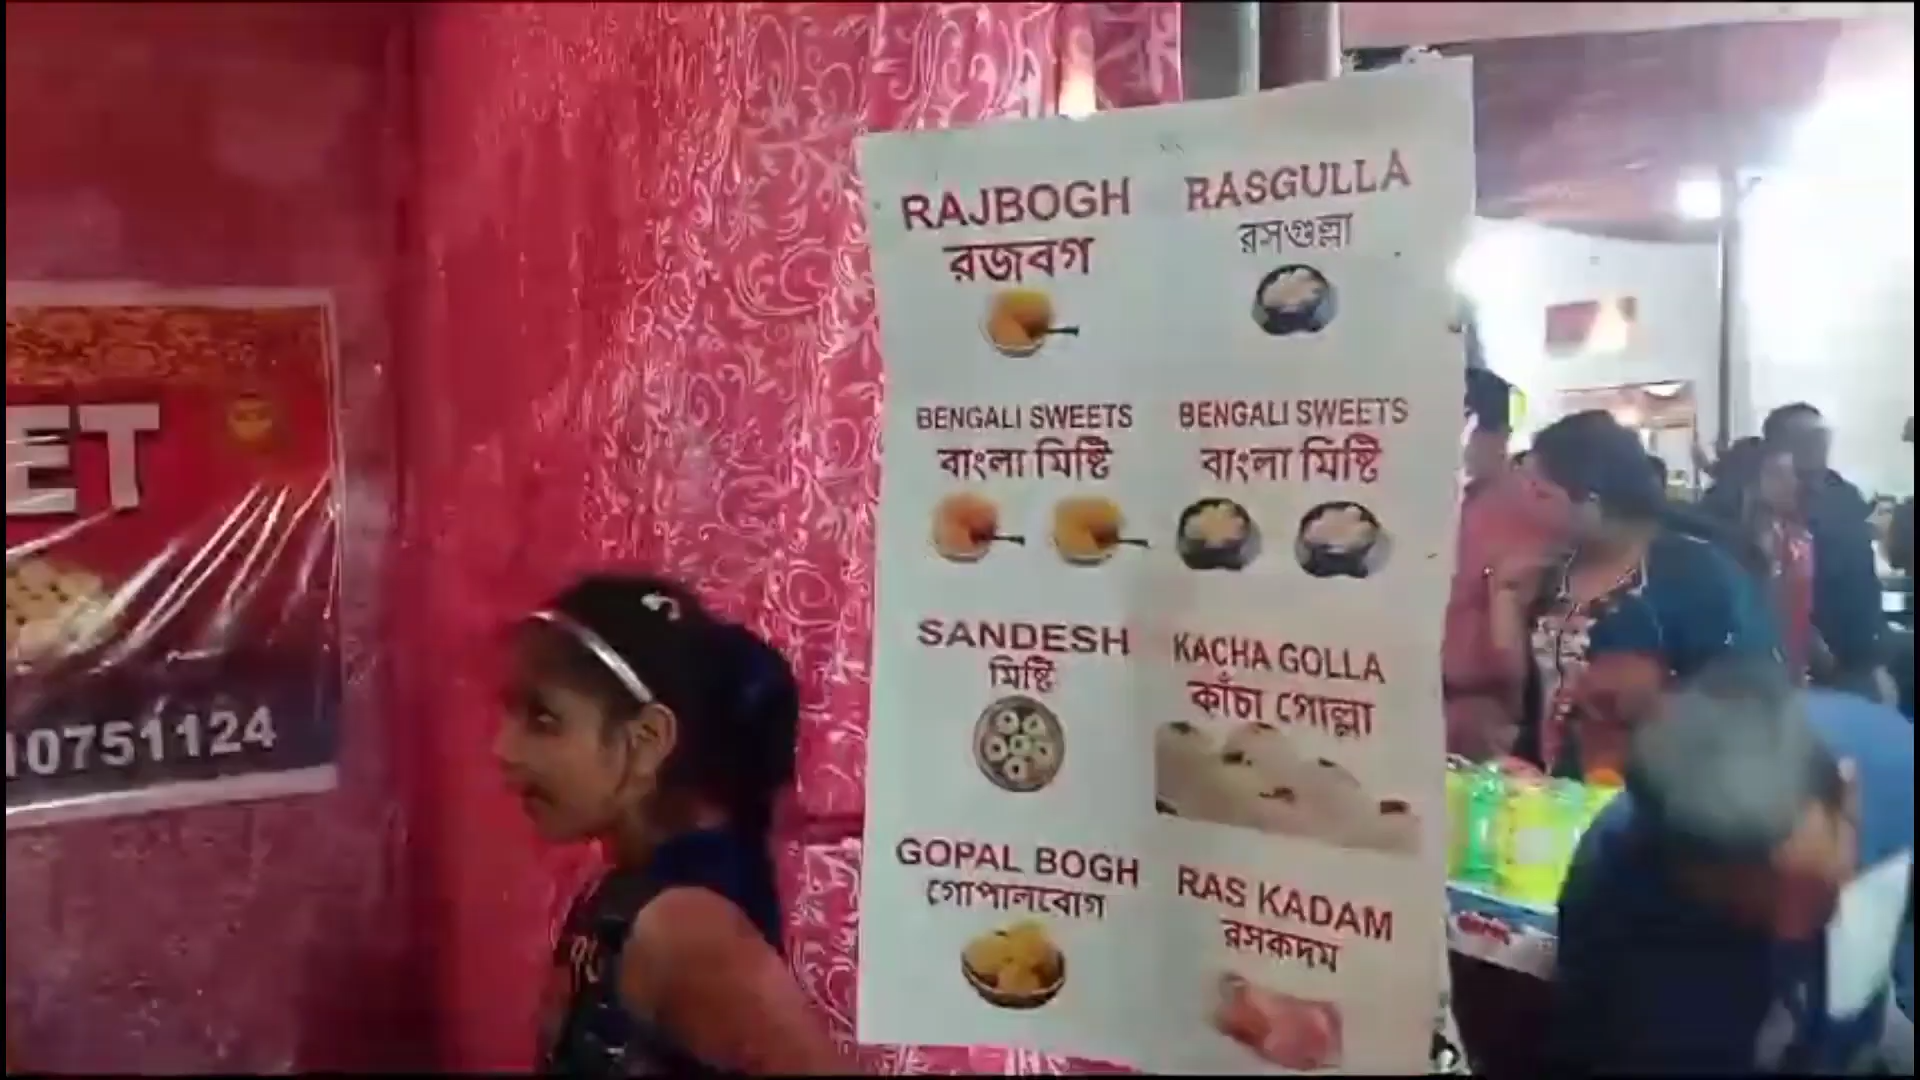 ET
10751124
RAJBOGH
রজবগ
RASGULLA
রসগুল্লা
BENGALI SWEETS
বাংলা মিষ্টি
BENGALI SWEETS
বাংলা মিষ্টি
SANDESH
মিষ্টি
KACHA GOLLA
কাঁচা গোল্লা
GOPAL BOGH
গোপালবোগ
RAS KADAM
রসকদম